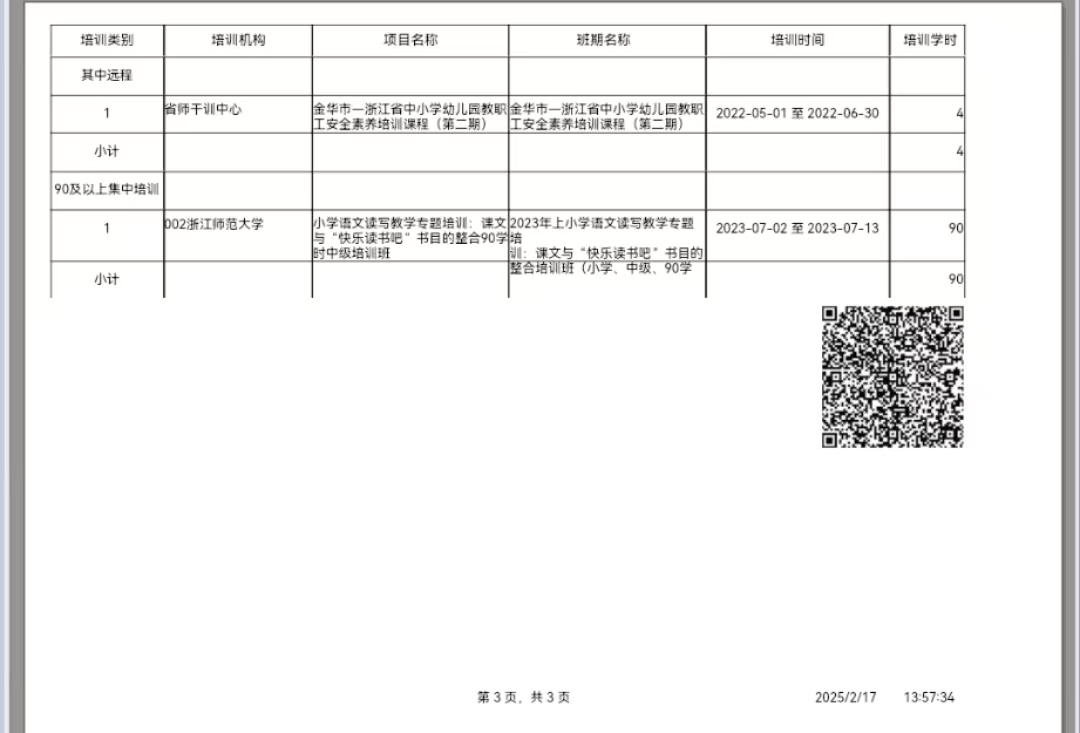 培训类别 培训机构 项目名称 班期名称 培训时间 培训学时
其中远程
1 省师干训中心 金华市—浙江省中小学幼儿园教职工安全素养培训课程（第二期） 金华市—浙江省中小学幼儿园教职工安全素养培训课程（第二期） 2022-05-01 至 2022-06-30 4
小计 4
90及以上集中培训
1 002浙江师范大学 小学语文读写教学专题培训：课文与“快乐读书吧”书目的整合90学时中级培训班 2023年上小学语文读写教学专题培训：课文与“快乐读书吧”书目的整合培训班（小学、中级、90学 2023-07-02 至 2023-07-13 90
小计 90
第 3 页，共 3 页 2025/2/17 13:57:34